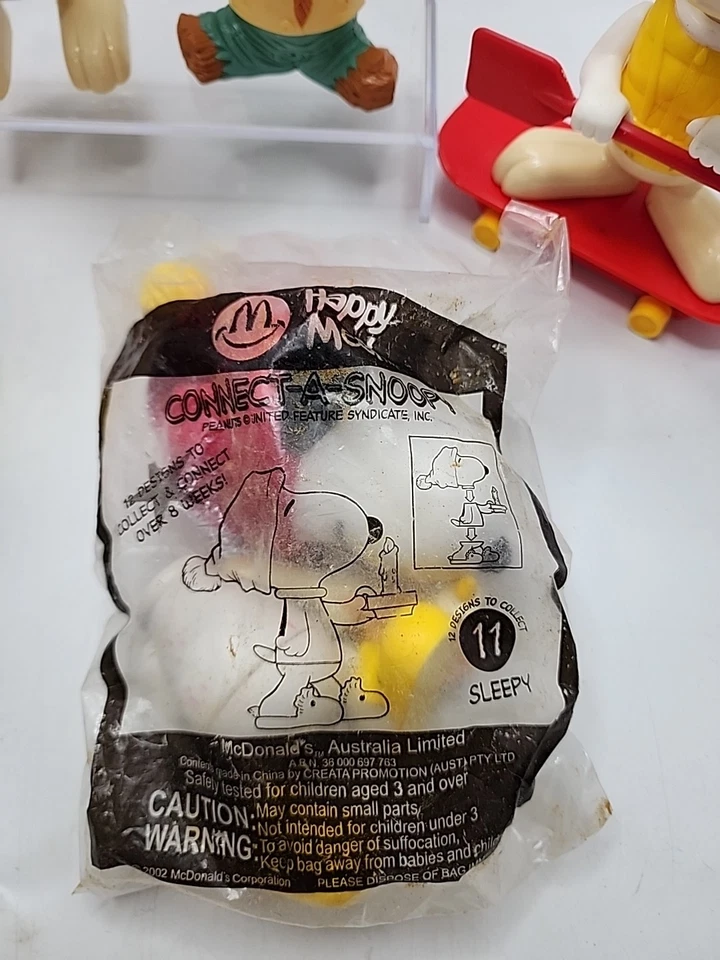 Happy
CONNECT-A-SNOOPY
PEANUTS © UNITED FEATURE SYNDICATE, INC.
12 DESIGNS TO
COLLECT & CONNECT
OVER 8 WEEKS!
12 DESIGNS TO COLLECT
11
SLEEPY
McDonald's™ Australia Limited
A.B.N. 36 000 697 763
Contents made in China by CREATA PROMOTION (AUST) PTY LTD
Safety tested for children aged 3 and over
CAUTION: •May contain small parts,
•Not intended for children under 3
WARNING: •To avoid danger of suffocation,
•Keep bag away from babies and
2002 McDonald's Corporation PLEASE DISPOSE OF BAG